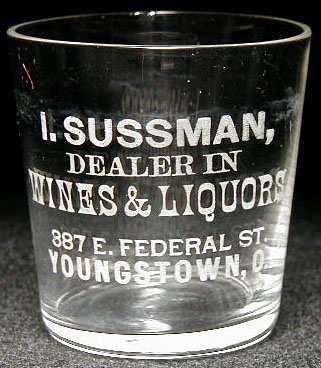 I. SUSSMAN,
DEALER IN
WINES & LIQUORS
387 E. FEDERAL ST.
YOUNGSTOWN, O.